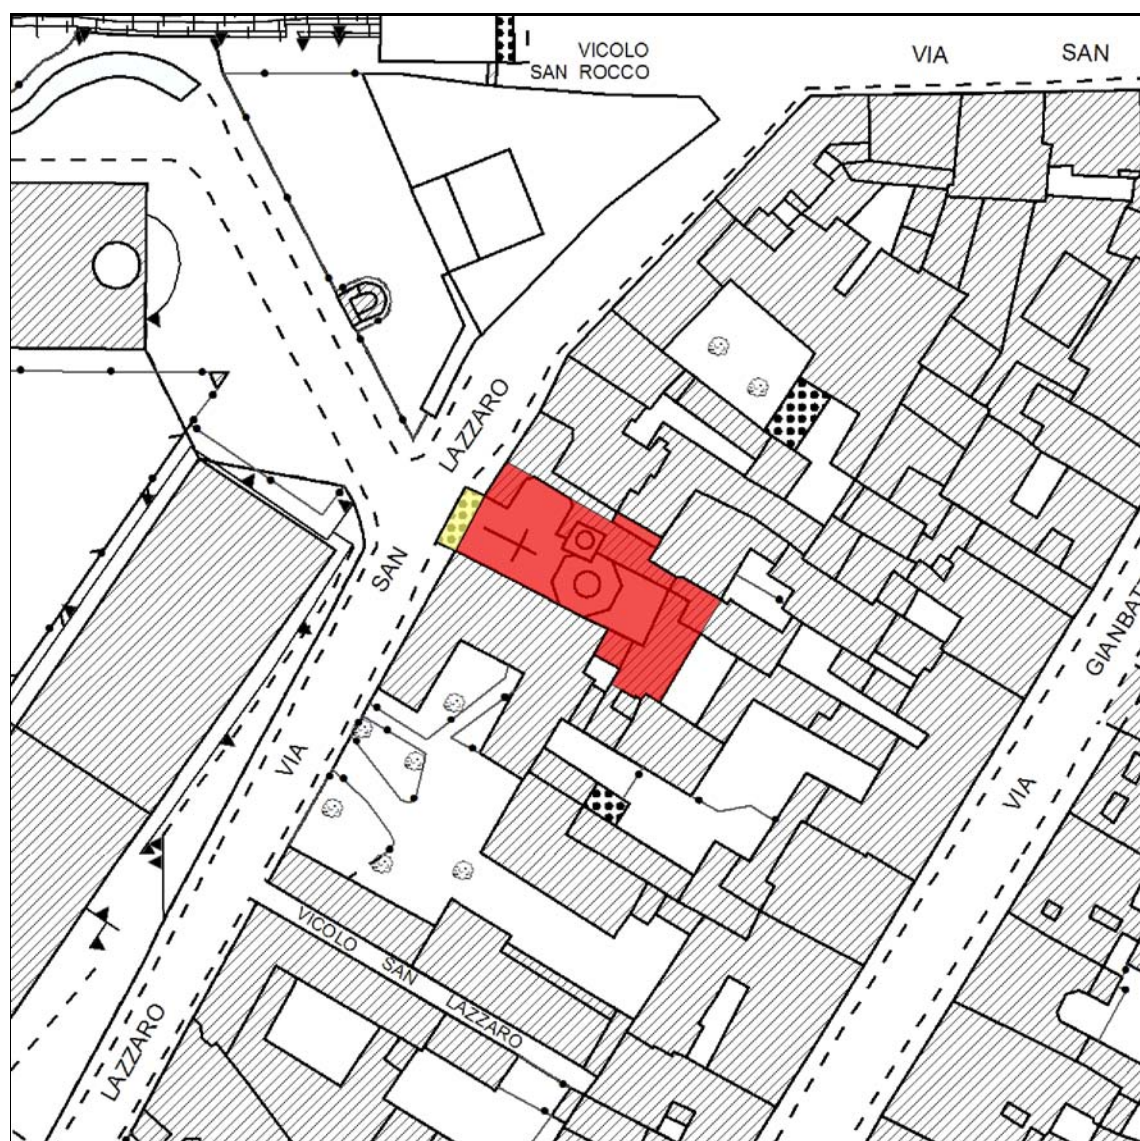 VICOLO
SAN ROCCO
VIA SAN
LAZZARO
SAN
VIA
LAZZARO
VICOLO SAN LAZZARO
VIA
GIANBAT